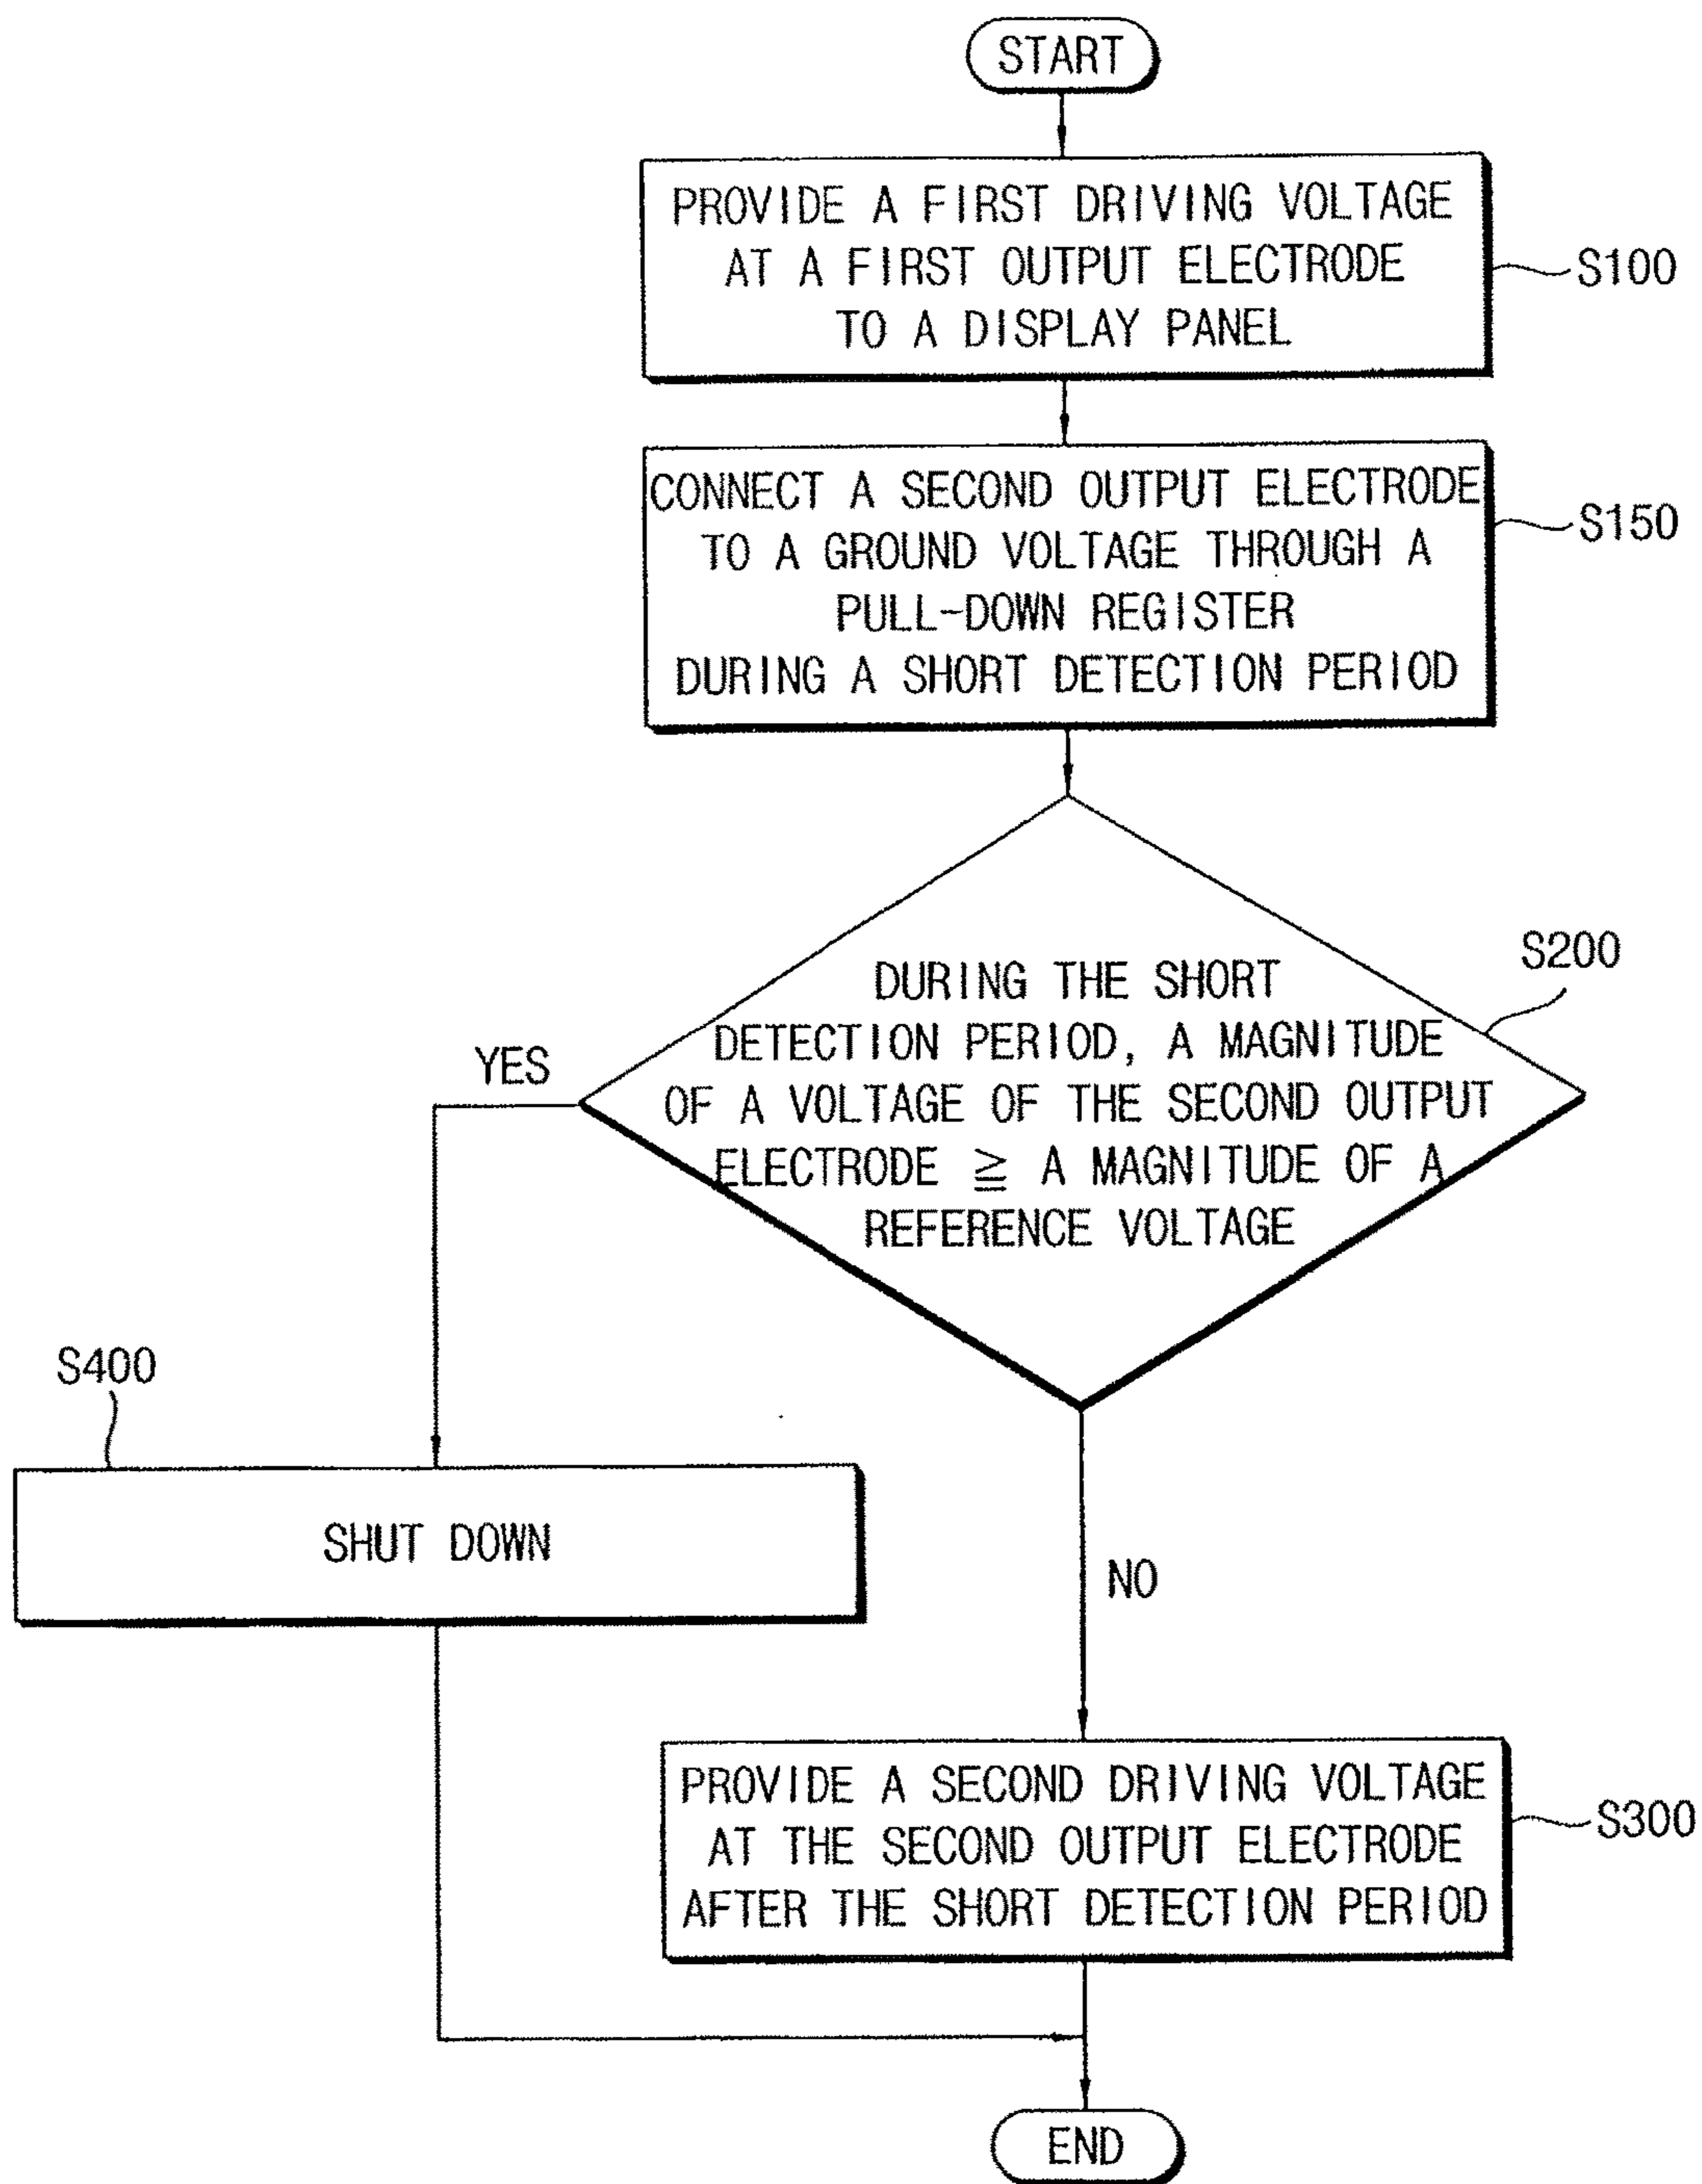 START
PROVIDE A FIRST DRIVING VOLTAGE
AT A FIRST OUTPUT ELECTRODE
TO A DISPLAY PANEL
S100
CONNECT A SECOND OUTPUT ELECTRODE
TO A GROUND VOLTAGE THROUGH A
PULL-DOWN REGISTER
DURING A SHORT DETECTION PERIOD
S150
DURING THE SHORT
DETECTION PERIOD, A MAGNITUDE
OF A VOLTAGE OF THE SECOND OUTPUT
ELECTRODE ≧ A MAGNITUDE OF A
REFERENCE VOLTAGE
S200
YES
S400
SHUT DOWN
NO
PROVIDE A SECOND DRIVING VOLTAGE
AT THE SECOND OUTPUT ELECTRODE
AFTER THE SHORT DETECTION PERIOD
S300
END